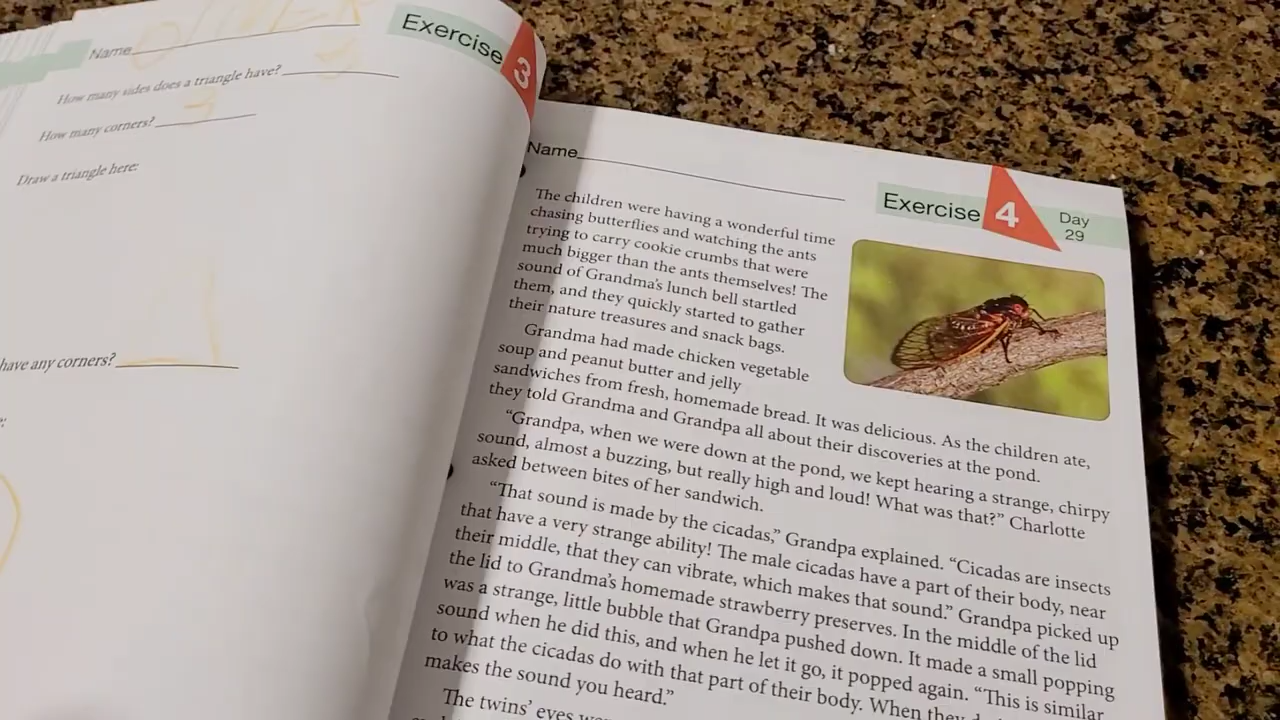 Name
Exercise 3
How many sides does a triangle have?
How many corners?
Draw a triangle here:
have any corners?
Name
Exercise 4 Day 29
The children were having a wonderful time
chasing butterflies and watching the ants
trying to carry cookie crumbs that were
much bigger than the ants themselves! The
sound of Grandma's lunch bell startled
them, and they quickly started to gather
their nature treasures and snack bags.
Grandma had made chicken vegetable
soup and peanut butter and jelly
sandwiches from fresh, homemade bread. It was delicious. As the children ate,
they told Grandma and Grandpa all about their discoveries at the pond.
"Grandpa, when we were down at the pond, we kept hearing a strange, chirpy
sound, almost a buzzing, but really high and loud! What was that?" Charlotte
asked between bites of her sandwich.
"That sound is made by the cicadas," Grandpa explained. "Cicadas are insects
that have a very strange ability! The male cicadas have a part of their body, near
their middle, that they can vibrate, which makes that sound." Grandpa picked up
the lid to Grandma's homemade strawberry preserves. In the middle of the lid
was a strange, little bubble that Grandpa pushed down. It made a small popping
sound when he did this, and when he let it go, it popped again. "This is similar
to what the cicadas do with that part of their body. When they
makes the sound you heard."
The twins' eyes